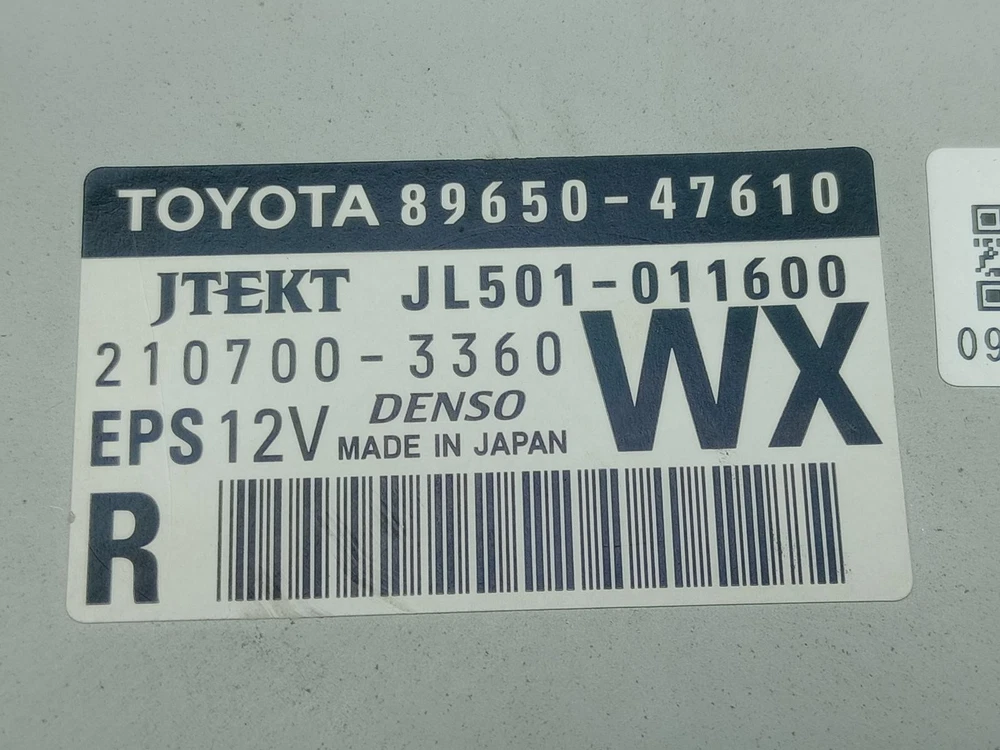 TOYOTA 89650-47610
JTEKT JL501-011600
210700-3360
WX
DENSO
EPS 12V MADE IN JAPAN
R
09